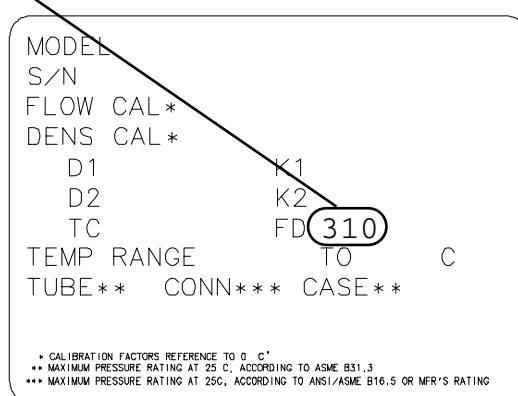 MODEL
S/N
FLOW CAL*
DENS CAL*
D1 K1
D2 K2
TC FD 310
TEMP RANGE TO C
TUBE** CONN*** CASE**
* CALIBRATION FACTORS REFERENCE TO 0 C
** MAXIMUM PRESSURE RATING AT 25 C, ACCORDING TO ASME B31.3
*** MAXIMUM PRESSURE RATING AT 25C, ACCORDING TO ANSI/ASME B16.5 OR MFR'S RATING